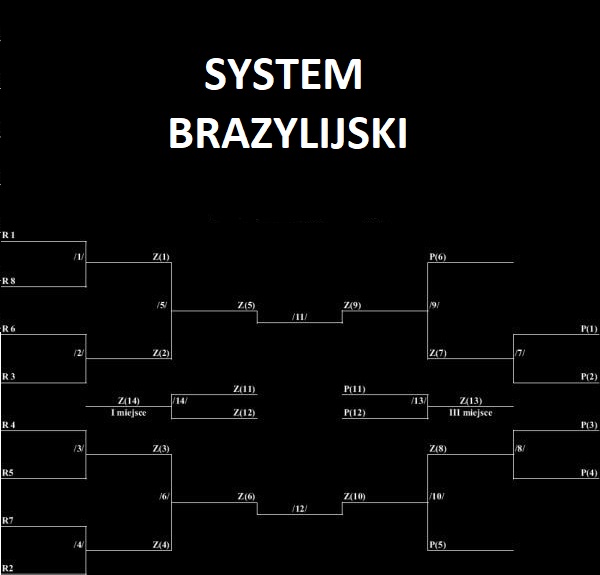 SYSTEM
BRAZYLIJSKI
R 1
/1/ Z(1) P(6)
R 8
/5/ Z(5) Z(9) /9/
/11/
R 6 P(1)
/2/ Z(2) Z(7) /7/
R 3 P(2)
Z(11) P(11)
Z(14) /14/ /13/ Z(13)
I miejsce Z(12) P(12) III miejsce
R 4 P(3)
/3/ Z(3) Z(8) /8/
R5 P(4)
/6/ Z(6) Z(10) /10/
/12/
R7
/4/ Z(4) P(5)
R2